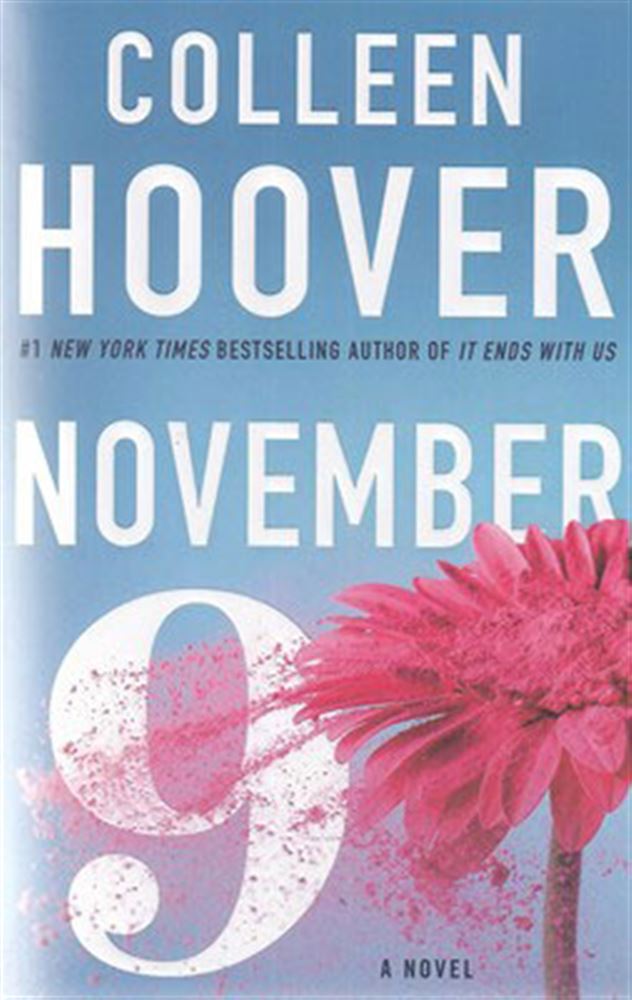 COLLEEN
HOOVER
#1 NEW YORK TIMES BESTSELLING AUTHOR OF IT ENDS WITH US
NOVEMBER
9
A NOVEL